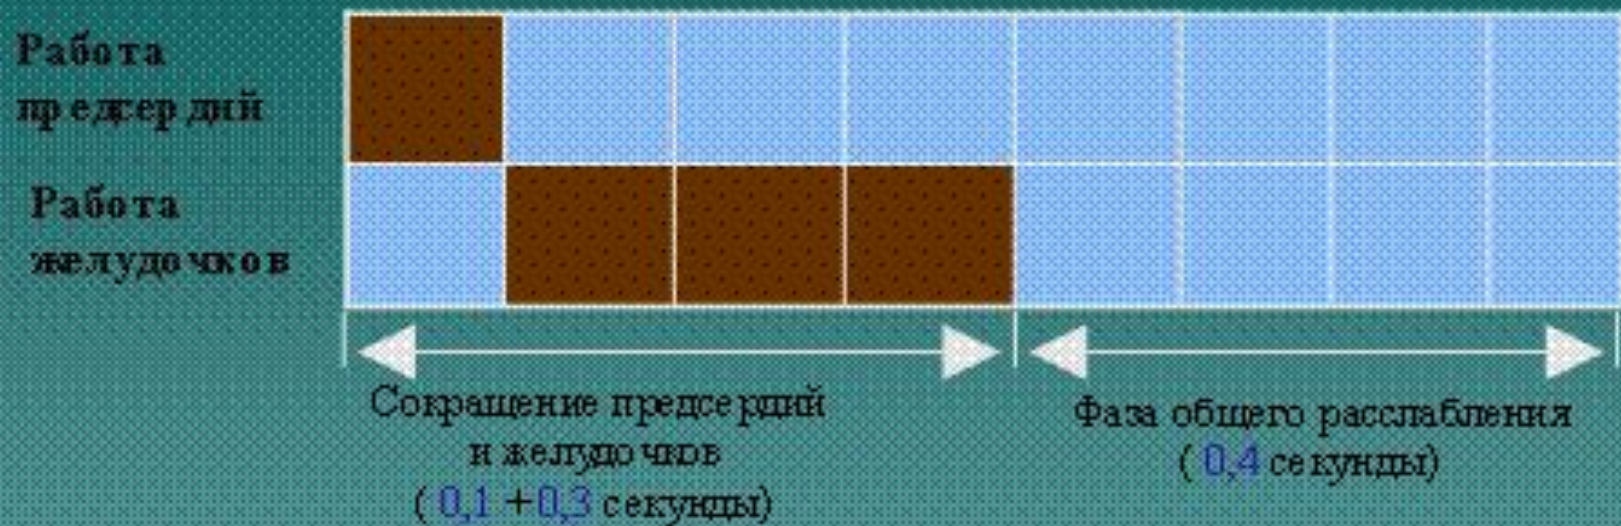 Работа
предсердий
Работа
желудочков
Сокращение предсердий
и желудочков
( 0,1 +0,3 секунды)
Фаза общего расслабления
( 0,4 секунды)